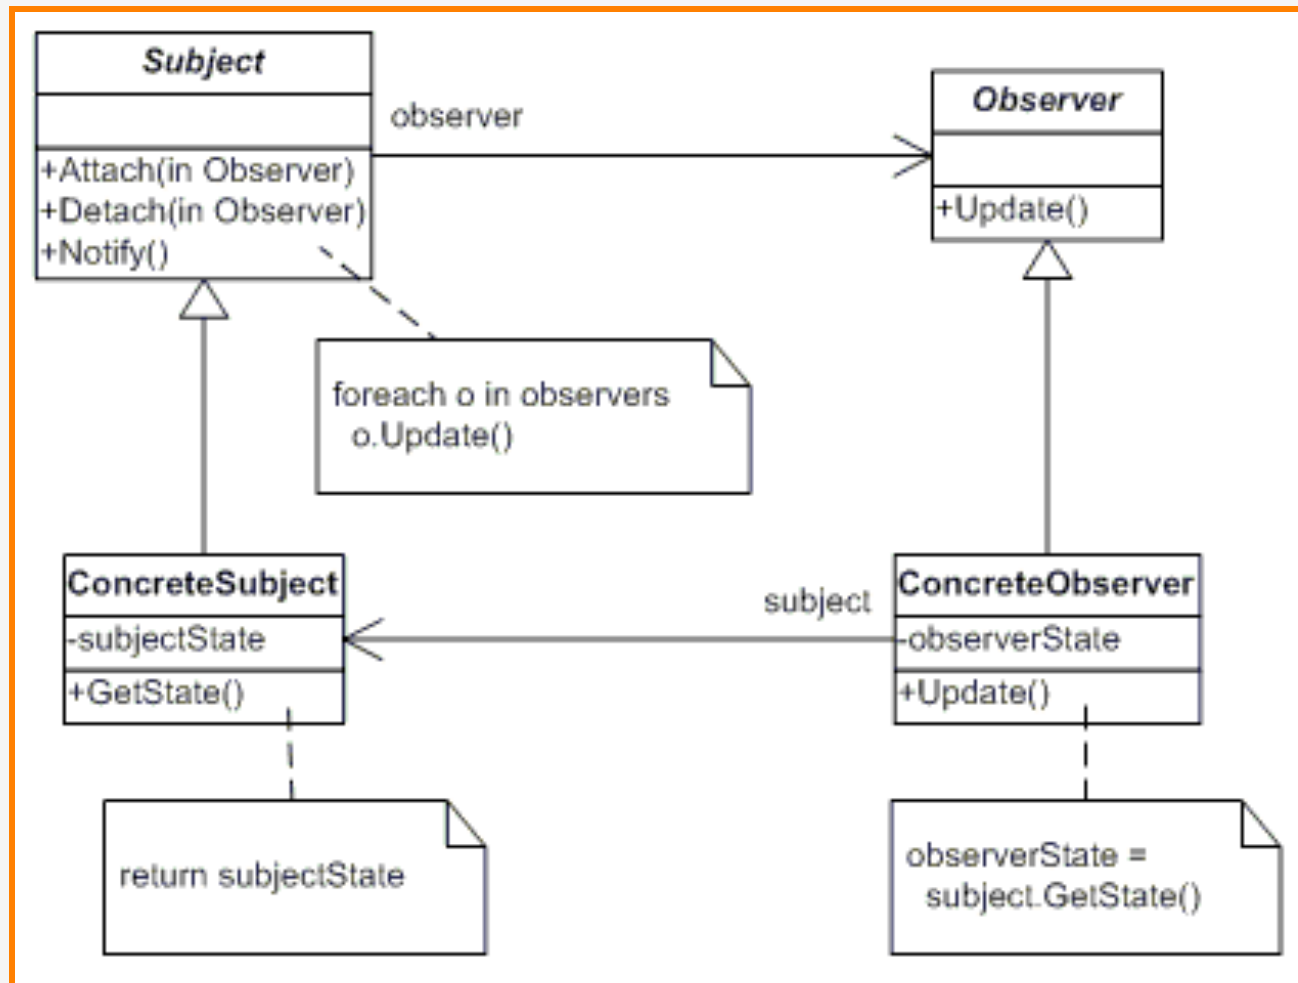 Subject
+Attach(in Observer)
+Detach(in Observer)
+Notify()
observer
Observer
+Update()
foreach o in observers
o.Update()
ConcreteSubject
-subjectState
+GetState()
subject
ConcreteObserver
-observerState
+Update()
return subjectState
observerState =
subject.GetState()